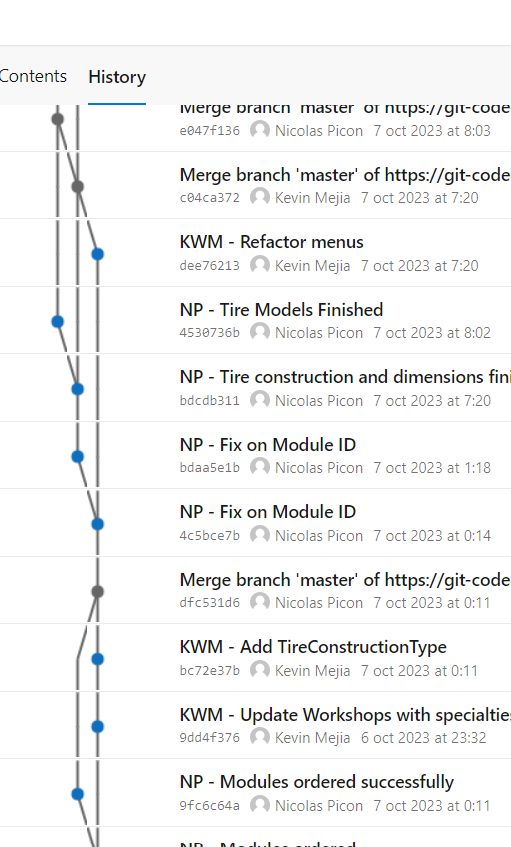 Contents History
Merge branch 'master' of https://git-code
e047f136 Nicolas Picon 7 oct 2023 at 8:03
Merge branch 'master' of https://git-code
c04ca372 Kevin Mejia 7 oct 2023 at 7:20
KWM - Refactor menus
dee76213 Kevin Mejia 7 oct 2023 at 7:20
NP - Tire Models Finished
4530736b Nicolas Picon 7 oct 2023 at 8:02
NP - Tire construction and dimensions fini
bdcdb311 Nicolas Picon 7 oct 2023 at 7:20
NP - Fix on Module ID
bdaa5e1b Nicolas Picon 7 oct 2023 at 1:18
NP - Fix on Module ID
4c5bce7b Nicolas Picon 7 oct 2023 at 0:14
Merge branch 'master' of https://git-code
dfc531d6 Nicolas Picon 7 oct 2023 at 0:11
KWM - Add TireConstructionType
bc72e37b Kevin Mejia 7 oct 2023 at 0:11
KWM - Update Workshops with specialties
9dd4f376 Kevin Mejia 6 oct 2023 at 23:32
NP - Modules ordered successfully
9fc6c64a Nicolas Picon 7 oct 2023 at 0:11
NP - Modules ordered